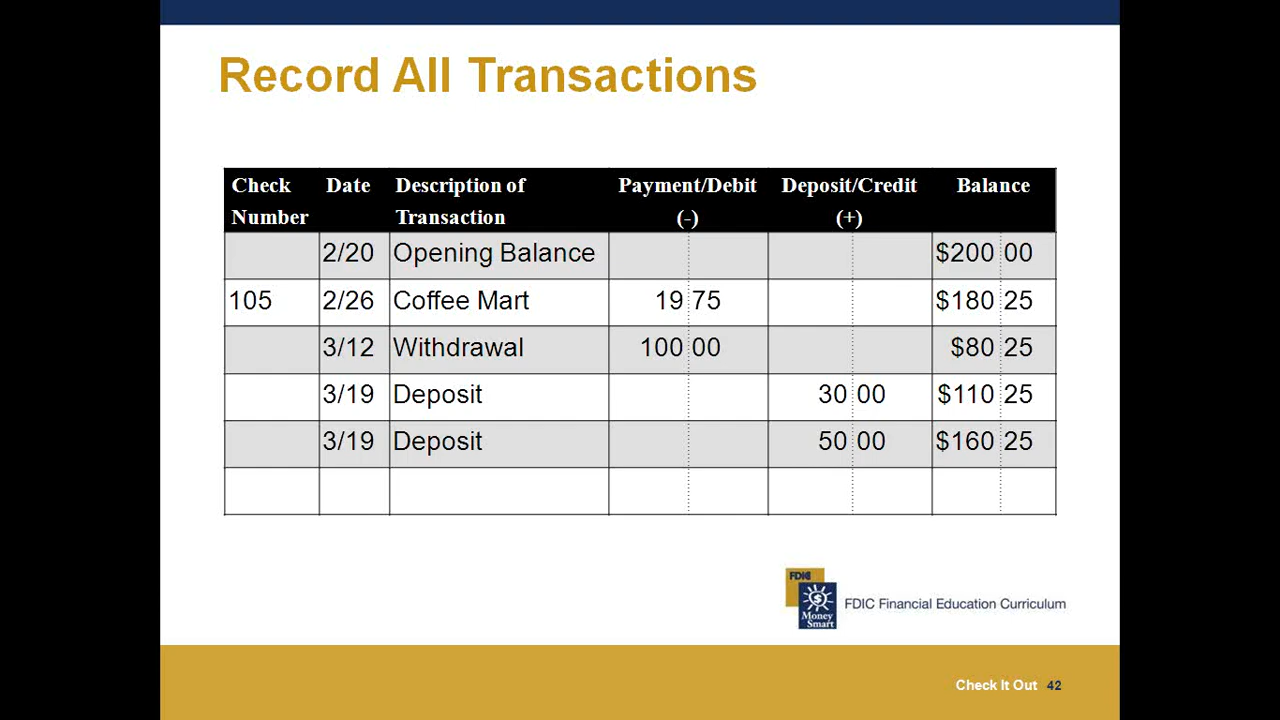 Record All Transactions
Check Number Date Description of Transaction Payment/Debit (-) Deposit/Credit (+) Balance
2/20 Opening Balance $200 00
105 2/26 Coffee Mart 19 75 $180 25
3/12 Withdrawal 100 00 $80 25
3/19 Deposit 30 00 $110 25
3/19 Deposit 50 00 $160 25
FDIC
$
Money
Smart
FDIC Financial Education Curriculum
Check It Out 42